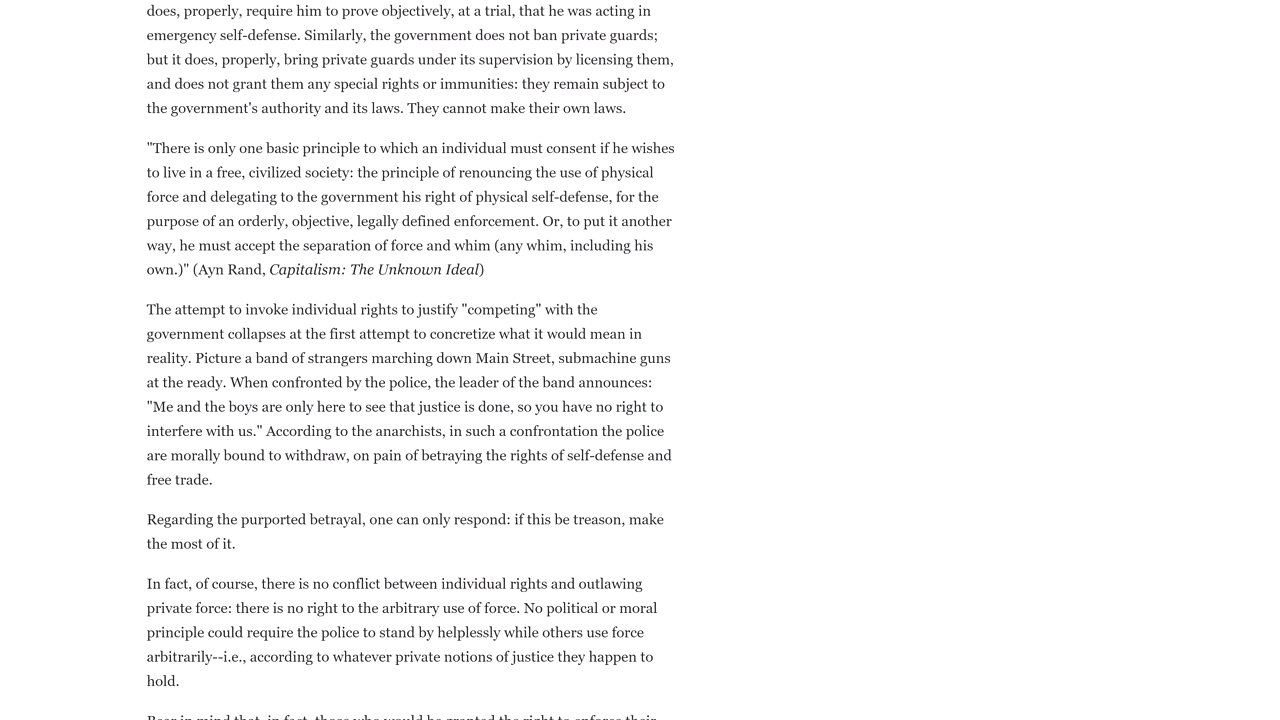 does, properly, require him to prove objectively, at a trial, that he was acting in
emergency self-defense. Similarly, the government does not ban private guards;
but it does, properly, bring private guards under its supervision by licensing them,
and does not grant them any special rights or immunities: they remain subject to
the government's authority and its laws. They cannot make their own laws.
"There is only one basic principle to which an individual must consent if he wishes
to live in a free, civilized society: the principle of renouncing the use of physical
force and delegating to the government his right of physical self-defense, for the
purpose of an orderly, objective, legally defined enforcement. Or, to put it another
way, he must accept the separation of force and whim (any whim, including his
own.)" (Ayn Rand, Capitalism: The Unknown Ideal)
The attempt to invoke individual rights to justify "competing" with the
government collapses at the first attempt to concretize what it would mean in
reality. Picture a band of strangers marching down Main Street, submachine guns
at the ready. When confronted by the police, the leader of the band announces:
"Me and the boys are only here to see that justice is done, so you have no right to
interfere with us." According to the anarchists, in such a confrontation the police
are morally bound to withdraw, on pain of betraying the rights of self-defense and
free trade.
Regarding the purported betrayal, one can only respond: if this be treason, make
the most of it.
In fact, of course, there is no conflict between individual rights and outlawing
private force: there is no right to the arbitrary use of force. No political or moral
principle could require the police to stand by helplessly while others use force
arbitrarily--i.e., according to whatever private notions of justice they happen to
hold.
Bear in mind that, in fact, those who would be granted the right to enforce their